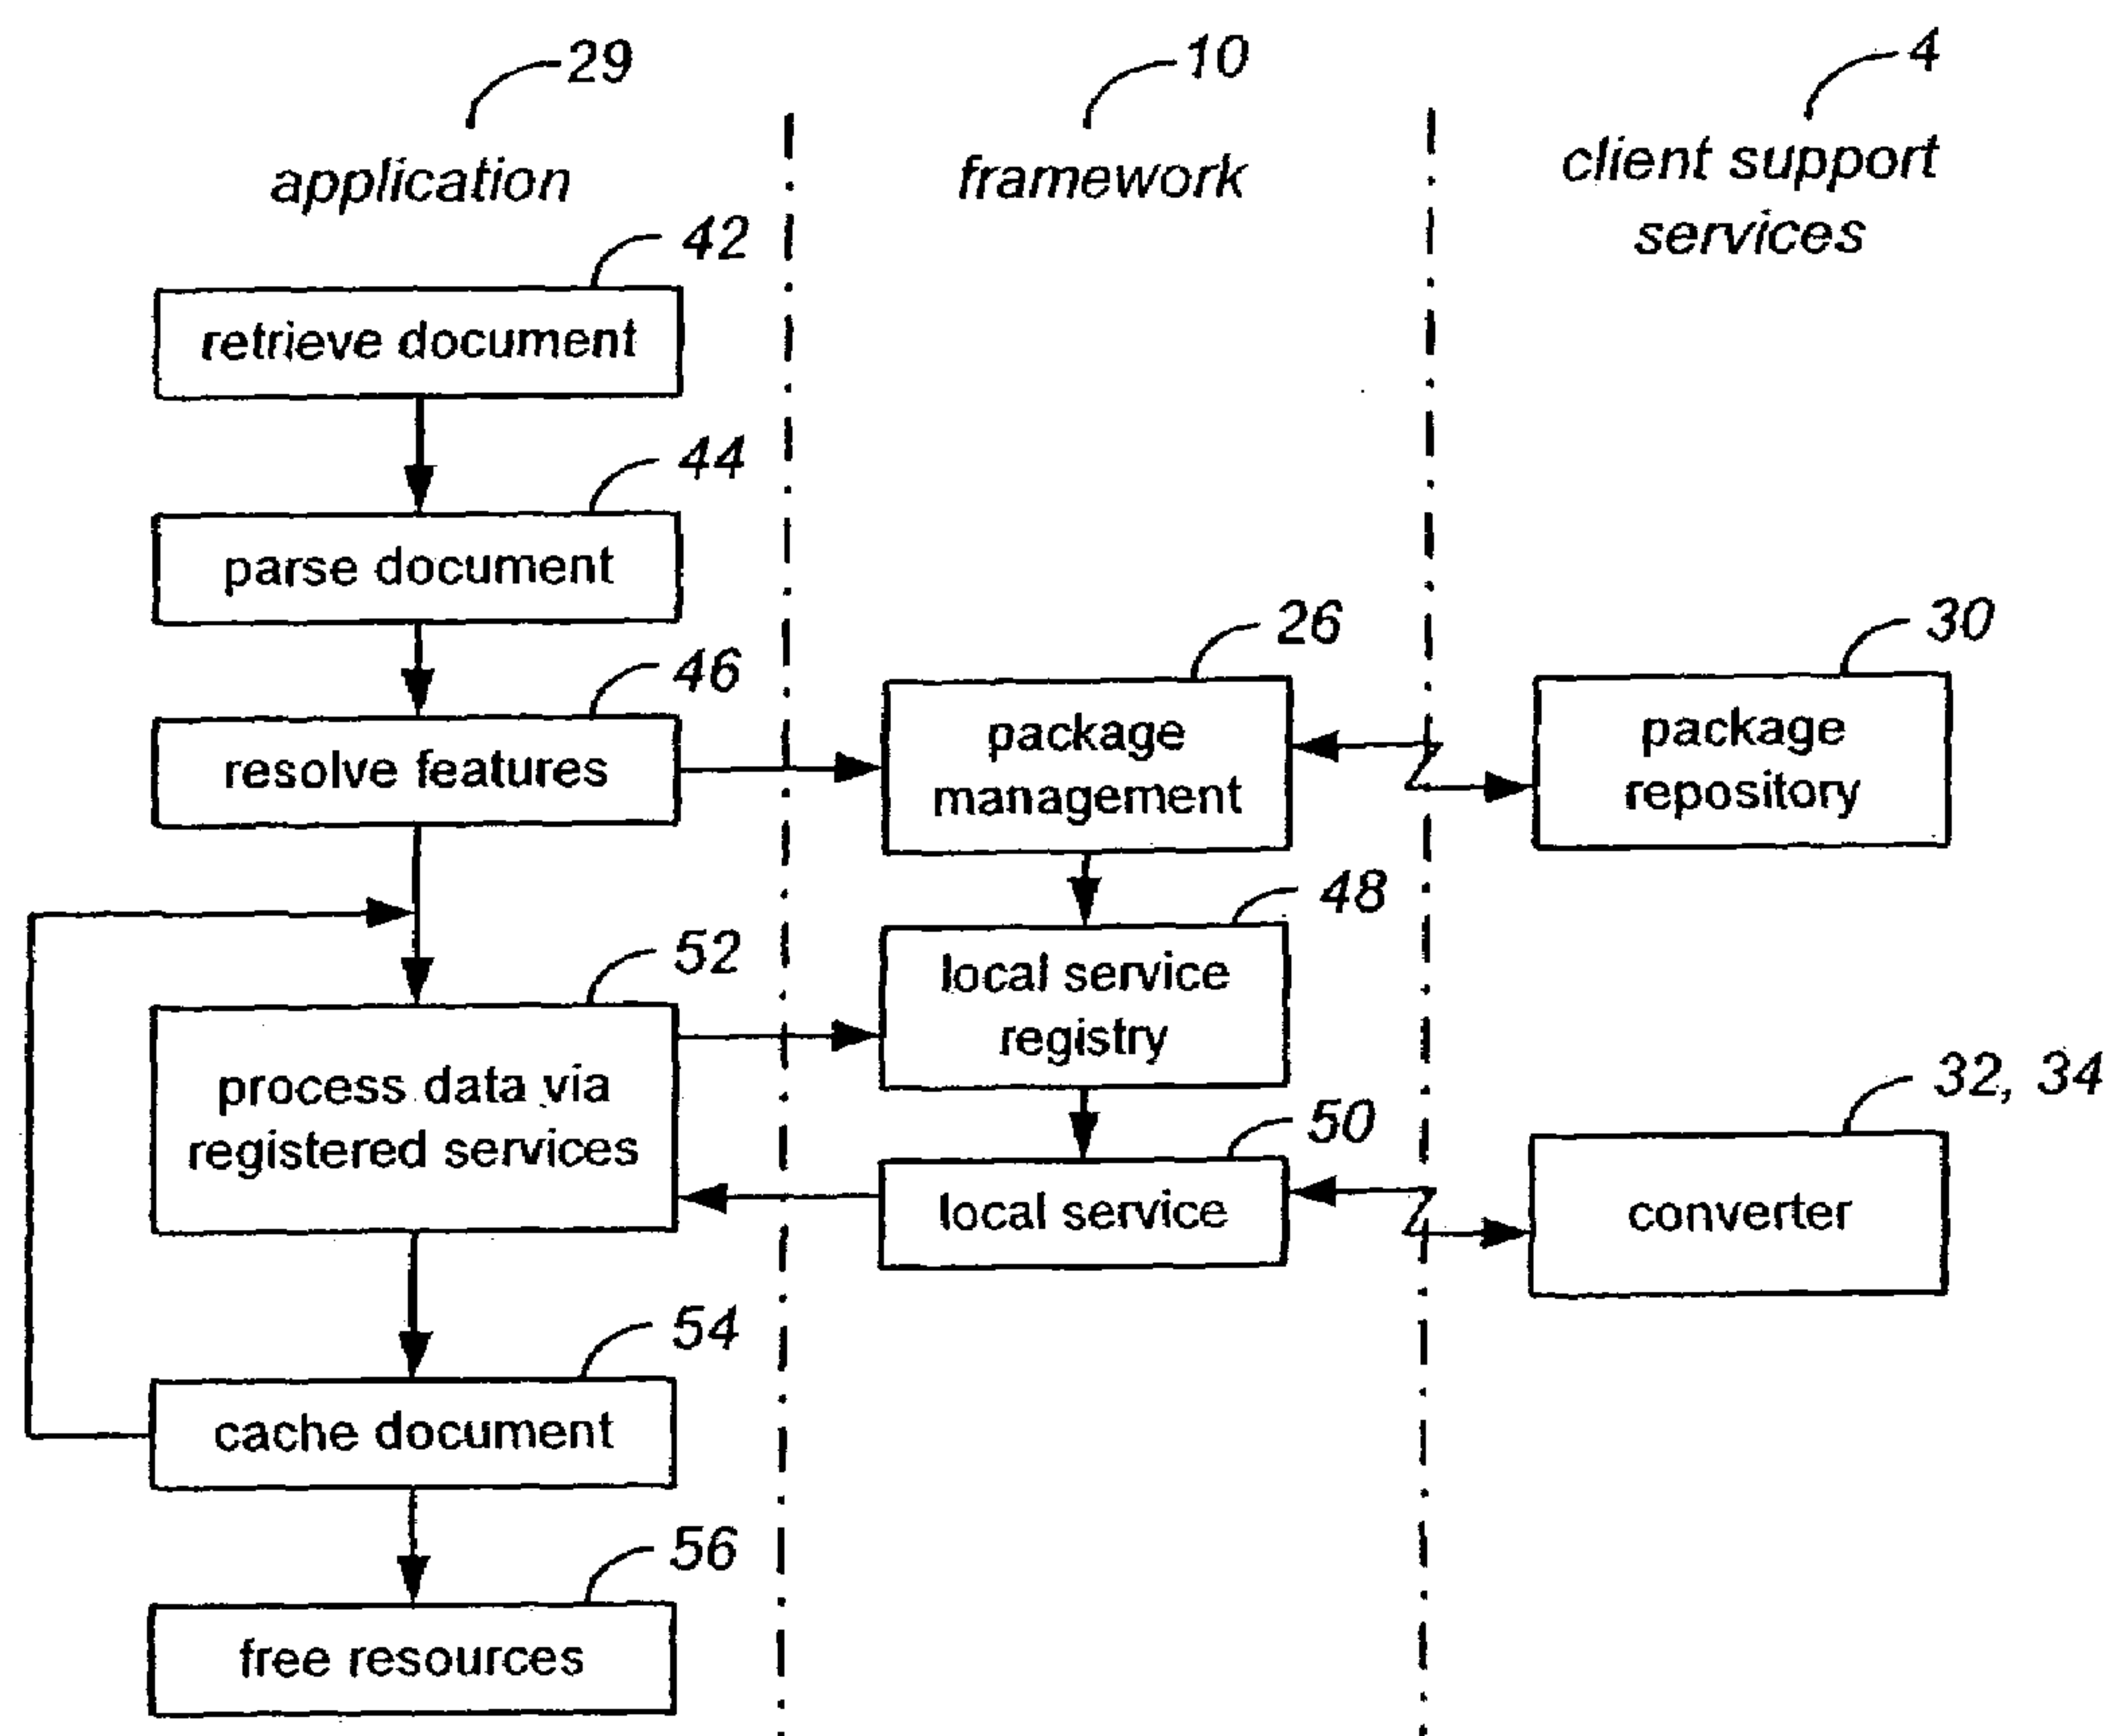 29
10
4
application
framework
client support
services
42
retrieve document
44
parse document
46
resolve features
26
package
management
30
package
repository
48
local service
registry
52
process data via
registered services
50
local service
32, 34
converter
54
cache document
56
free resources